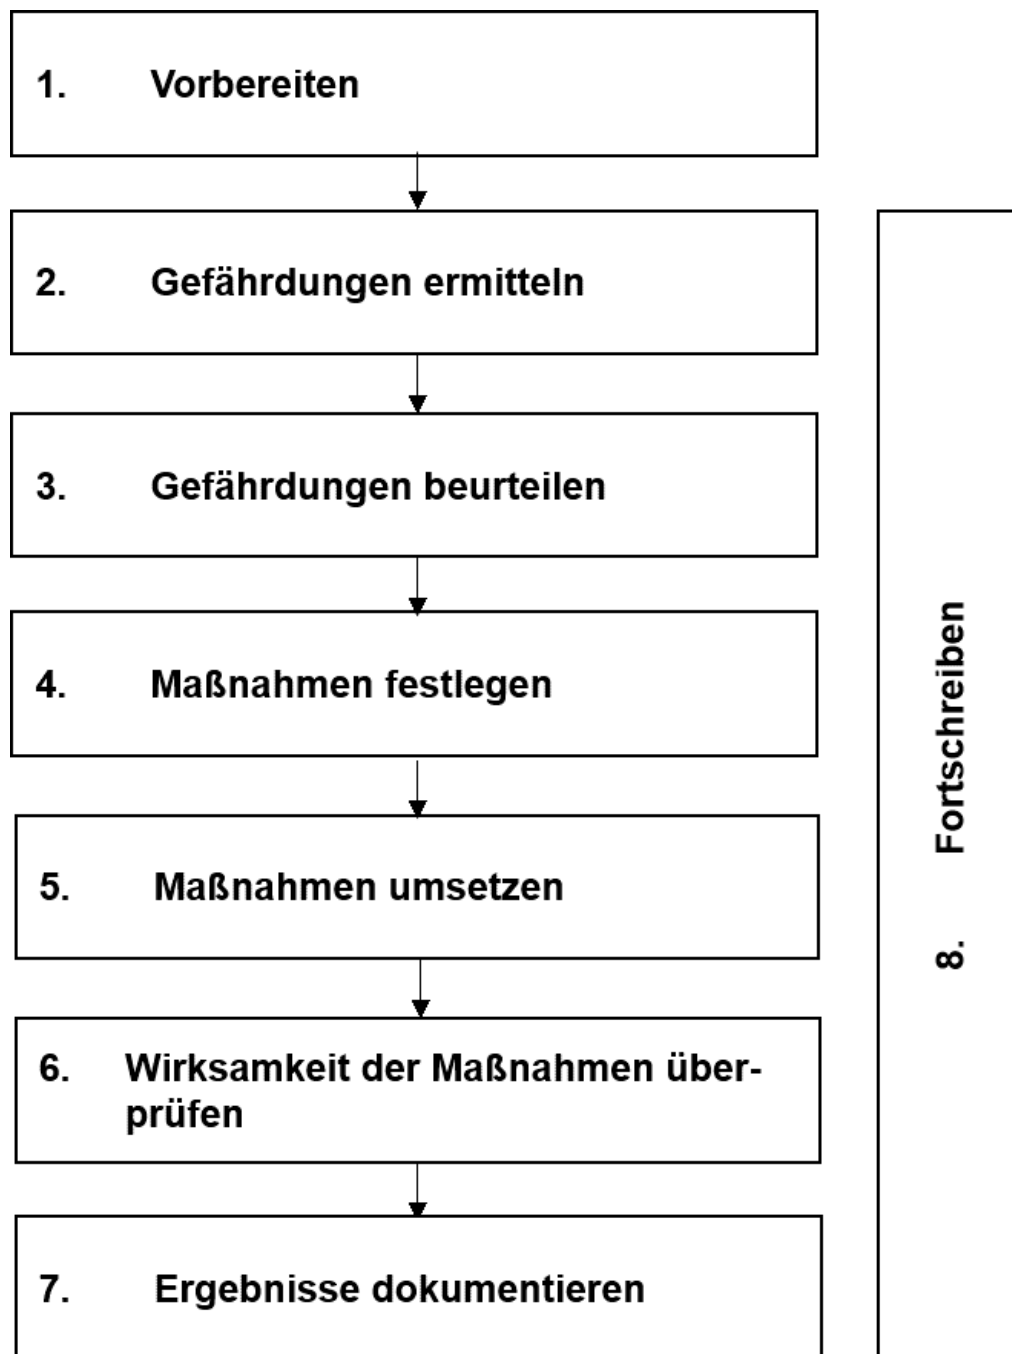 1. Vorbereiten
2. Gefährdungen ermitteln
3. Gefährdungen beurteilen
4. Maßnahmen festlegen
5. Maßnahmen umsetzen
6. Wirksamkeit der Maßnahmen über-
prüfen
7. Ergebnisse dokumentieren
8. Fortschreiben